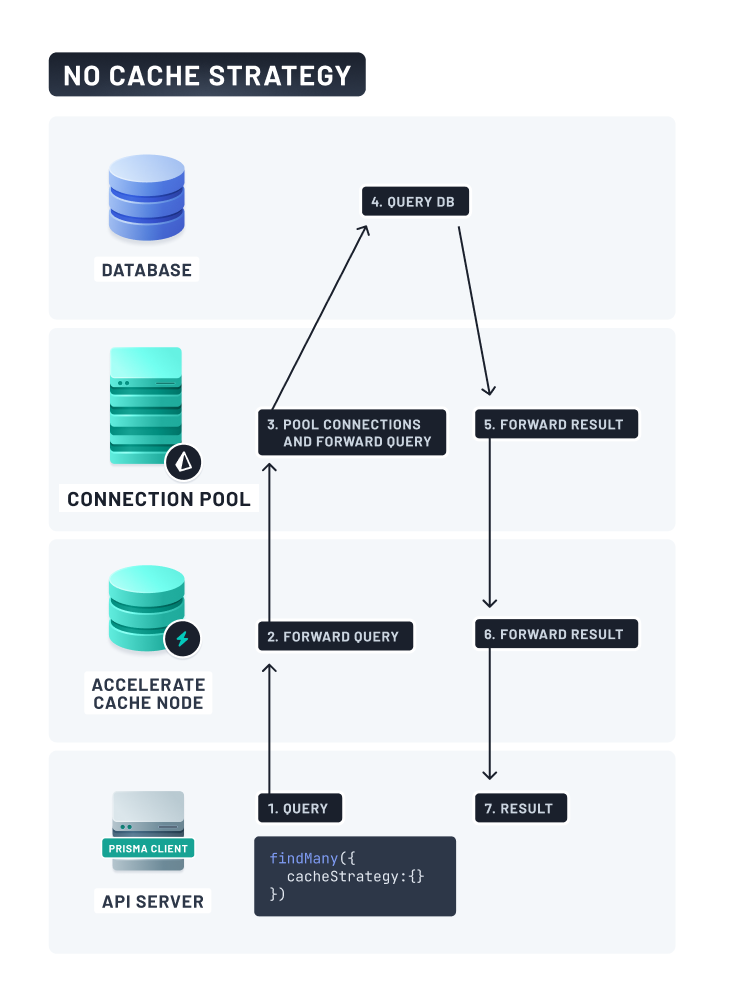 NO CACHE STRATEGY
DATABASE
4. QUERY DB
CONNECTION POOL
3. POOL CONNECTIONS
AND FORWARD QUERY
5. FORWARD RESULT
ACCELERATE
CACHE NODE
2. FORWARD QUERY
6. FORWARD RESULT
PRISMA CLIENT
API SERVER
1. QUERY
findMany({
  cacheStrategy:{}
})
7. RESULT